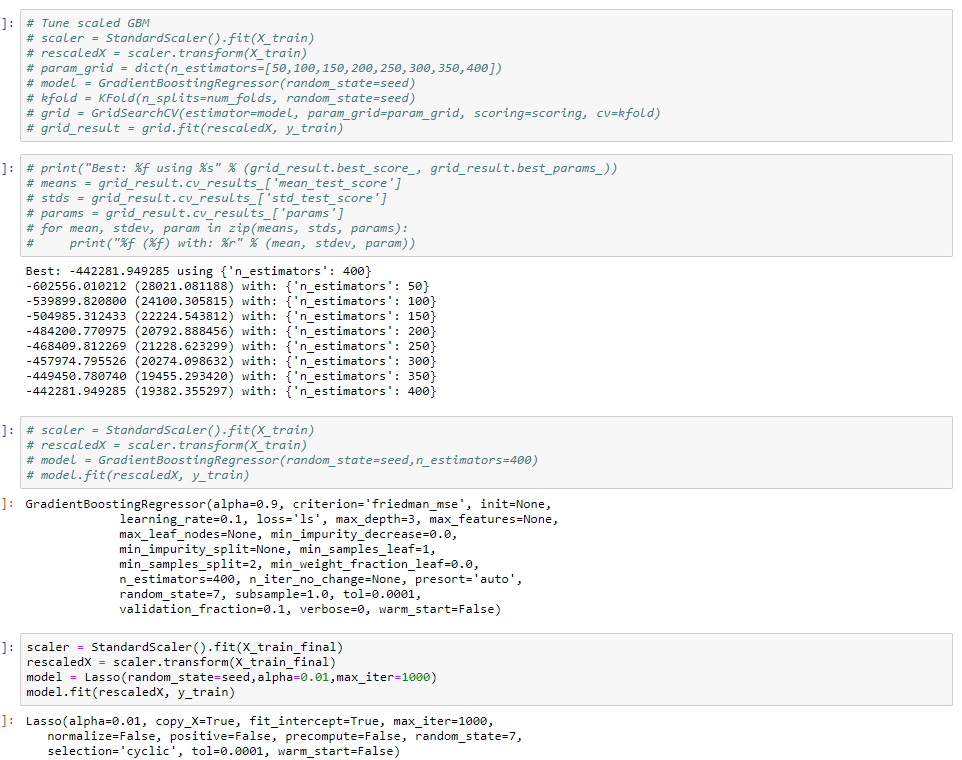 ]: # Tune scaled GBM
# scaler = StandardScaler().fit(X_train)
# rescaledX = scaler.transform(X_train)
# param_grid = dict(n_estimators=[50,100,150,200,250,300,350,400])
# model = GradientBoostingRegressor(random_state=seed)
# kfold = KFold(n_splits=num_folds, random_state=seed)
# grid = GridSearchCV(estimator=model, param_grid=param_grid, scoring=scoring, cv=kfold)
# grid_result = grid.fit(rescaledX, y_train)
]: # print("Best: %f using %s" % (grid_result.best_score_, grid_result.best_params_))
# means = grid_result.cv_results_['mean_test_score']
# stds = grid_result.cv_results_['std_test_score']
# params = grid_result.cv_results_['params']
# for mean, stdev, param in zip(means, stds, params):
#     print("%f (%f) with: %r" % (mean, stdev, param))
Best: -442281.949285 using {'n_estimators': 400}
-602556.010212 (28021.081188) with: {'n_estimators': 50}
-539899.820800 (24100.305815) with: {'n_estimators': 100}
-504985.312433 (22224.543812) with: {'n_estimators': 150}
-484200.770975 (20792.888456) with: {'n_estimators': 200}
-468409.812269 (21228.623299) with: {'n_estimators': 250}
-457974.795526 (20274.098632) with: {'n_estimators': 300}
-449450.780740 (19455.293420) with: {'n_estimators': 350}
-442281.949285 (19382.355297) with: {'n_estimators': 400}
]: # scaler = StandardScaler().fit(X_train)
# rescaledX = scaler.transform(X_train)
# model = GradientBoostingRegressor(random_state=seed,n_estimators=400)
# model.fit(rescaledX, y_train)
]: GradientBoostingRegressor(alpha=0.9, criterion='friedman_mse', init=None,
learning_rate=0.1, loss='ls', max_depth=3, max_features=None,
max_leaf_nodes=None, min_impurity_decrease=0.0,
min_impurity_split=None, min_samples_leaf=1,
min_samples_split=2, min_weight_fraction_leaf=0.0,
n_estimators=400, n_iter_no_change=None, presort='auto',
random_state=7, subsample=1.0, tol=0.0001,
validation_fraction=0.1, verbose=0, warm_start=False)
]: scaler = StandardScaler().fit(X_train_final)
rescaledX = scaler.transform(X_train_final)
model = Lasso(random_state=seed,alpha=0.01,max_iter=1000)
model.fit(rescaledX, y_train)
]: Lasso(alpha=0.01, copy_X=True, fit_intercept=True, max_iter=1000,
normalize=False, positive=False, precompute=False, random_state=7,
selection='cyclic', tol=0.0001, warm_start=False)